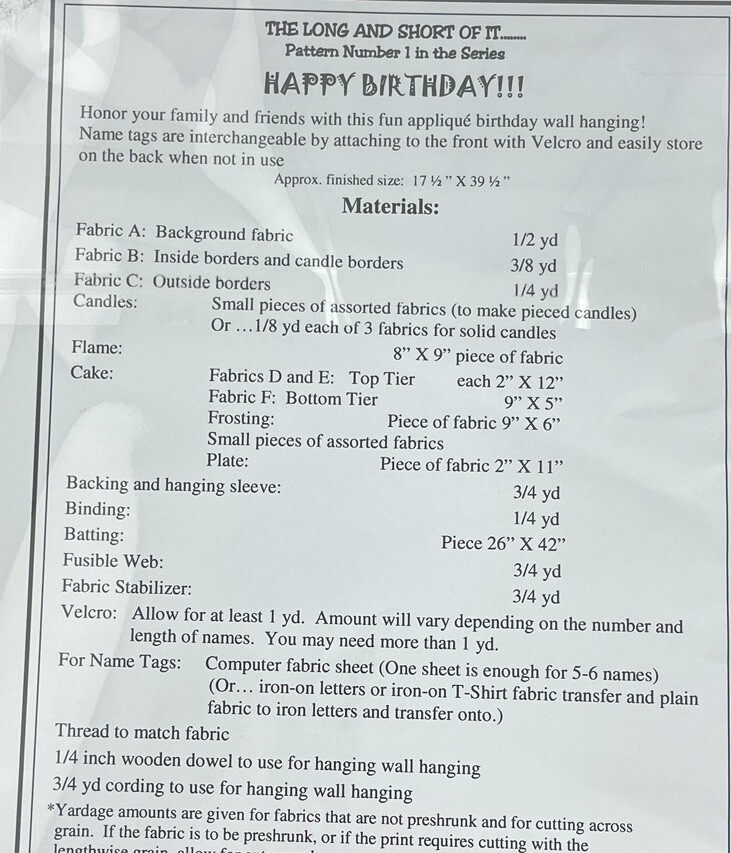 THE LONG AND SHORT OF IT........
Pattern Number 1 in the Series
HAPPY BIRTHDAY!!!
Honor your family and friends with this fun appliqué birthday wall hanging!
Name tags are interchangeable by attaching to the front with Velcro and easily store
on the back when not in use
Approx. finished size: 17 ½ ” X 39 ½ ”
Materials:
Fabric A: Background fabric 1/2 yd
Fabric B: Inside borders and candle borders 3/8 yd
Fabric C: Outside borders 1/4 yd
Candles: Small pieces of assorted fabrics (to make pieced candles)
Or …1/8 yd each of 3 fabrics for solid candles
Flame: 8” X 9” piece of fabric
Cake: Fabrics D and E: Top Tier each 2” X 12”
Fabric F: Bottom Tier 9” X 5”
Frosting: Piece of fabric 9” X 6”
Small pieces of assorted fabrics
Plate: Piece of fabric 2” X 11”
Backing and hanging sleeve: 3/4 yd
Binding: 1/4 yd
Batting: Piece 26” X 42”
Fusible Web: 3/4 yd
Fabric Stabilizer: 3/4 yd
Velcro: Allow for at least 1 yd. Amount will vary depending on the number and
length of names. You may need more than 1 yd.
For Name Tags: Computer fabric sheet (One sheet is enough for 5-6 names)
(Or… iron-on letters or iron-on T-Shirt fabric transfer and plain
fabric to iron letters and transfer onto.)
Thread to match fabric
1/4 inch wooden dowel to use for hanging wall hanging
3/4 yd cording to use for hanging wall hanging
*Yardage amounts are given for fabrics that are not preshrunk and for cutting across
grain. If the fabric is to be preshrunk, or if the print requires cutting with the
lengthwise grain, allow for